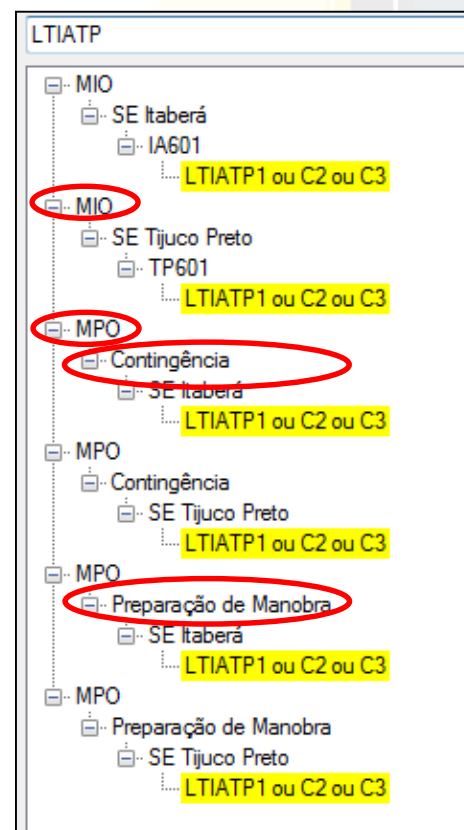 LTIATP
MIO
SE Itaberá
IA601
LTIATP1 ou C2 ou C3
MIO
SE Tijuco Preto
TP601
LTIATP1 ou C2 ou C3
MPO
Contingência
SE Itaberá
LTIATP1 ou C2 ou C3
MPO
Contingência
SE Tijuco Preto
LTIATP1 ou C2 ou C3
MPO
Preparação de Manobra
SE Itaberá
LTIATP1 ou C2 ou C3
MPO
Preparação de Manobra
SE Tijuco Preto
LTIATP1 ou C2 ou C3